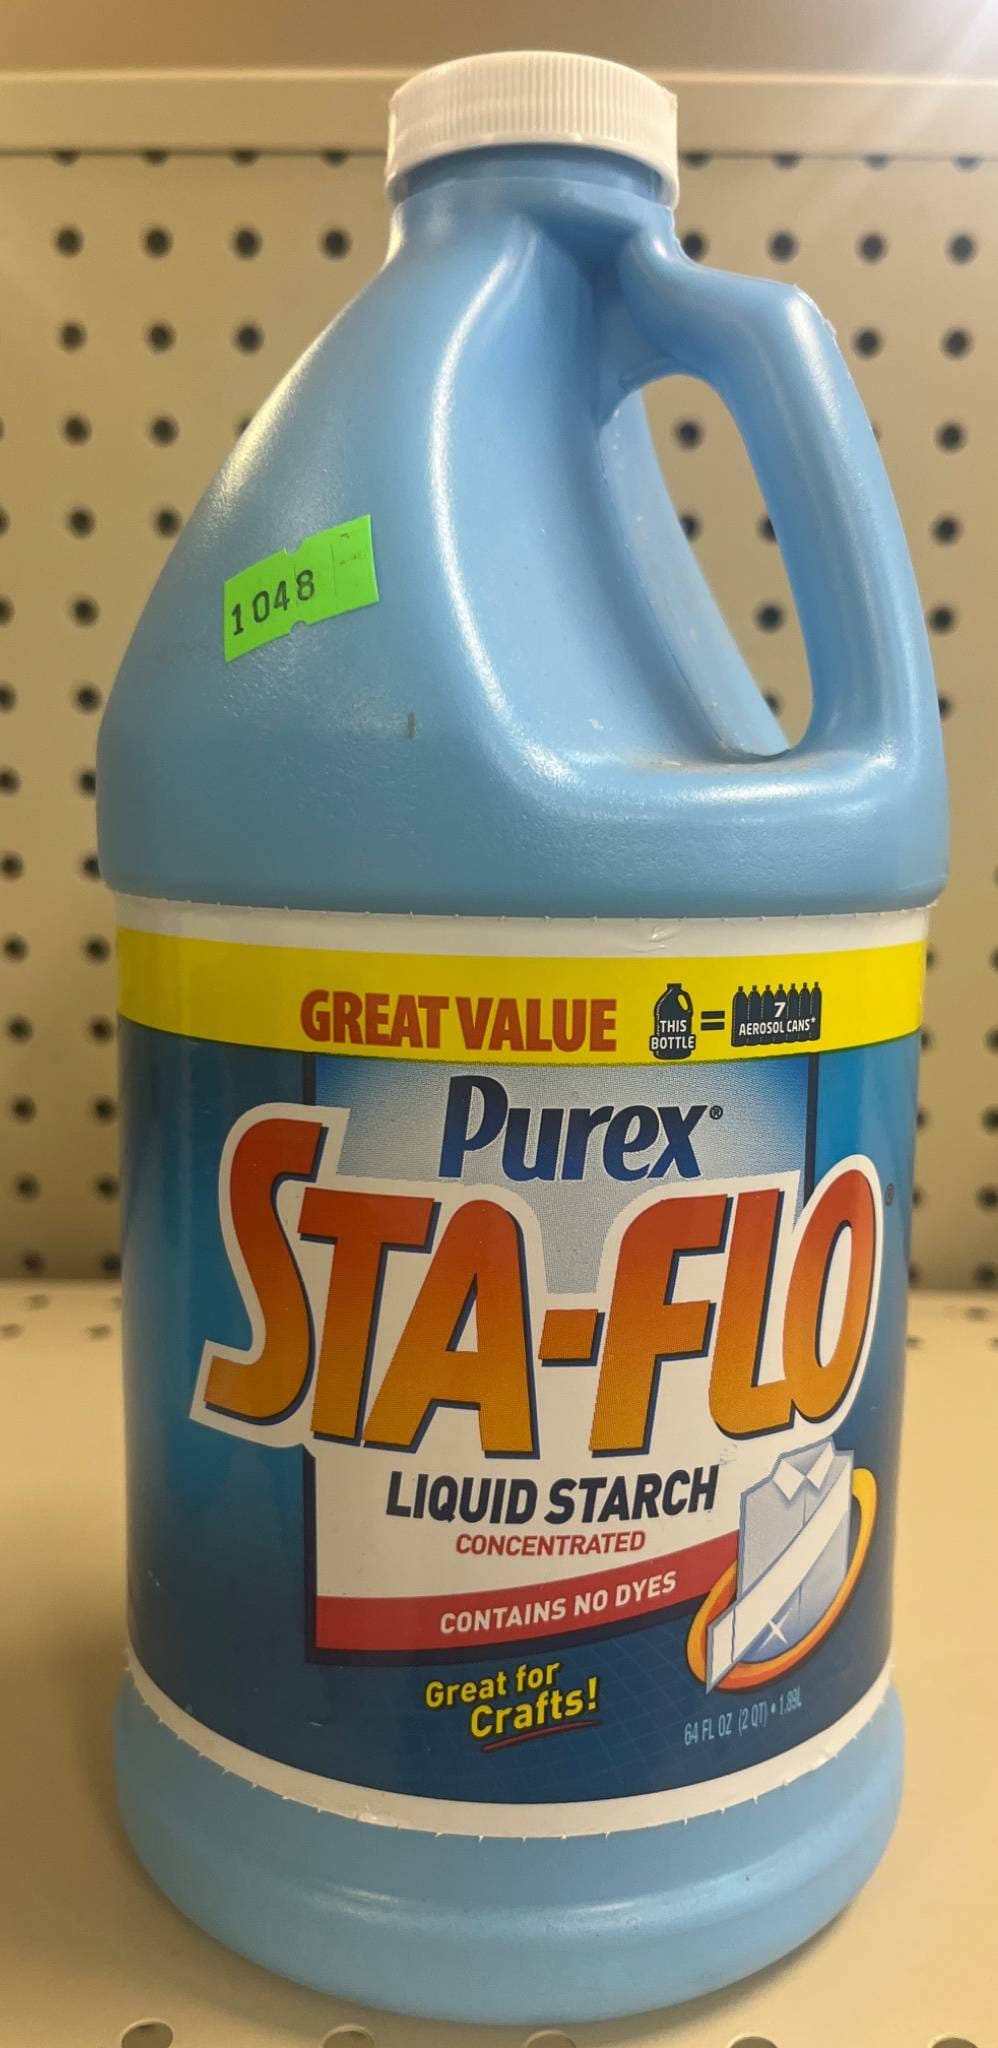 1048
GREAT VALUE
THIS
BOTTLE
=
7
AEROSOL CANS*
Purex®
STA-FLO®
LIQUID STARCH
CONCENTRATED
CONTAINS NO DYES
Great for
Crafts!
64 FL OZ (2 QT) • 1.89L